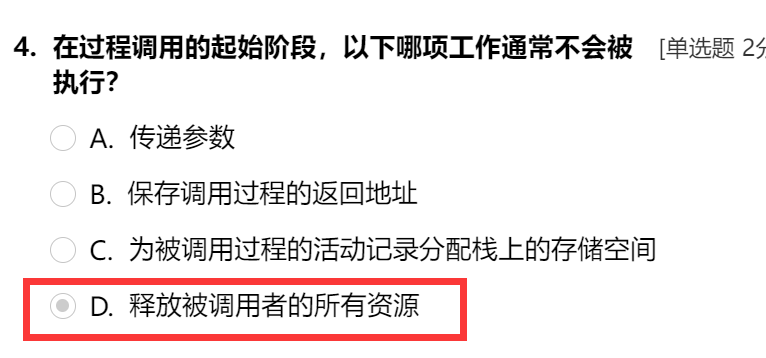 4. 在过程调用的起始阶段，以下哪项工作通常不会被 [单选题 2分
执行？
A. 传递参数
B. 保存调用过程的返回地址
C. 为被调用过程的活动记录分配栈上的存储空间
D. 释放被调用者的所有资源